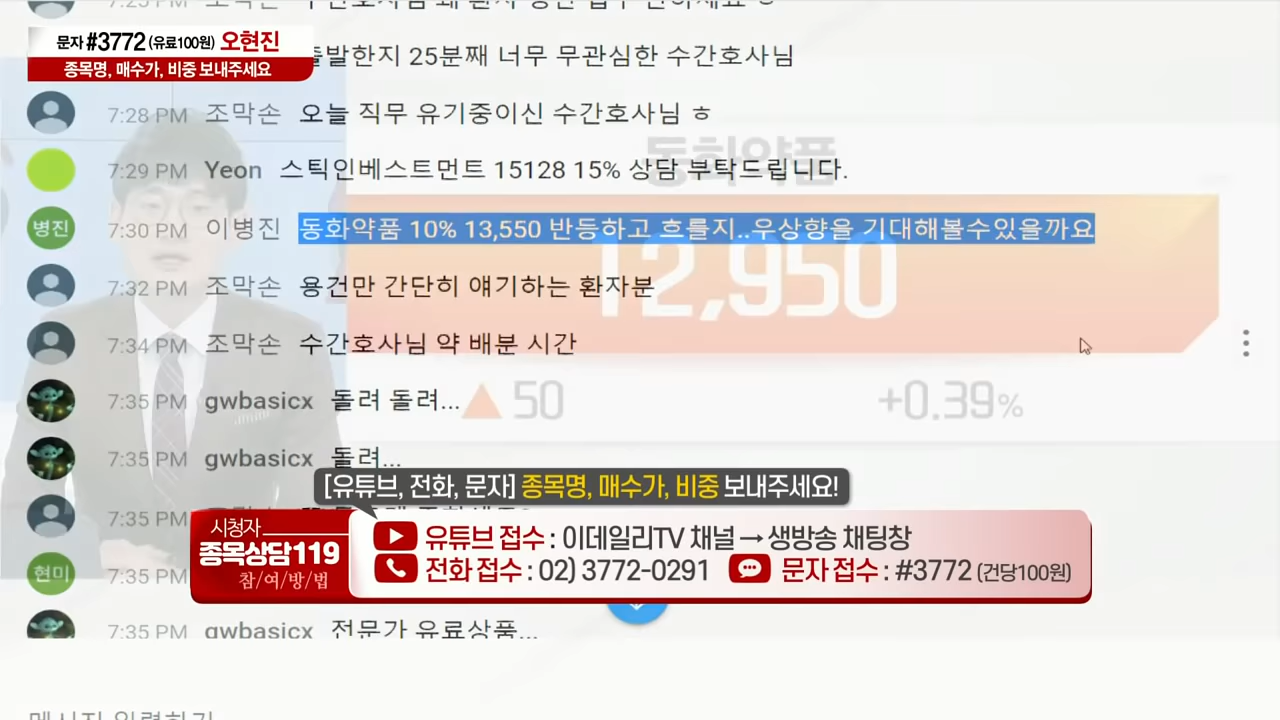 문자 #3772 (유료100원) 오현진
종목명, 매수가, 비중 보내주세요
출발한지 25분째 너무 무관심한 수간호사님
7:28 PM 조막손 오늘 직무 유기중이신 수간호사님 ㅎ
동화약품
7:29 PM Yeon 스틱인베스트먼트 15128 15% 상담 부탁드립니다.
병진 7:30 PM 이병진 동화약품 10% 13,550 반등하고 흐를지..우상향을 기대해볼수있을까요
12,950
7:32 PM 조막손 용건만 간단히 얘기하는 환자분
7:34 PM 조막손 수간호사님 약 배분 시간
7:35 PM gwbasicx 돌려 돌려...
▲ 50 +0.39%
7:35 PM gwbasicx 돌려...
[유튜브, 전화, 문자] 종목명, 매수가, 비중 보내주세요!
7:35 PM
시청자
종목상담119
참/여/방/법
유튜브 접수 : 이데일리TV 채널 → 생방송 채팅창
전화 접수 : 02) 3772-0291 문자 접수 : #3772 (건당100원)
현미 7:35 PM
7:35 PM gwbasicx 전문가 유료상품...